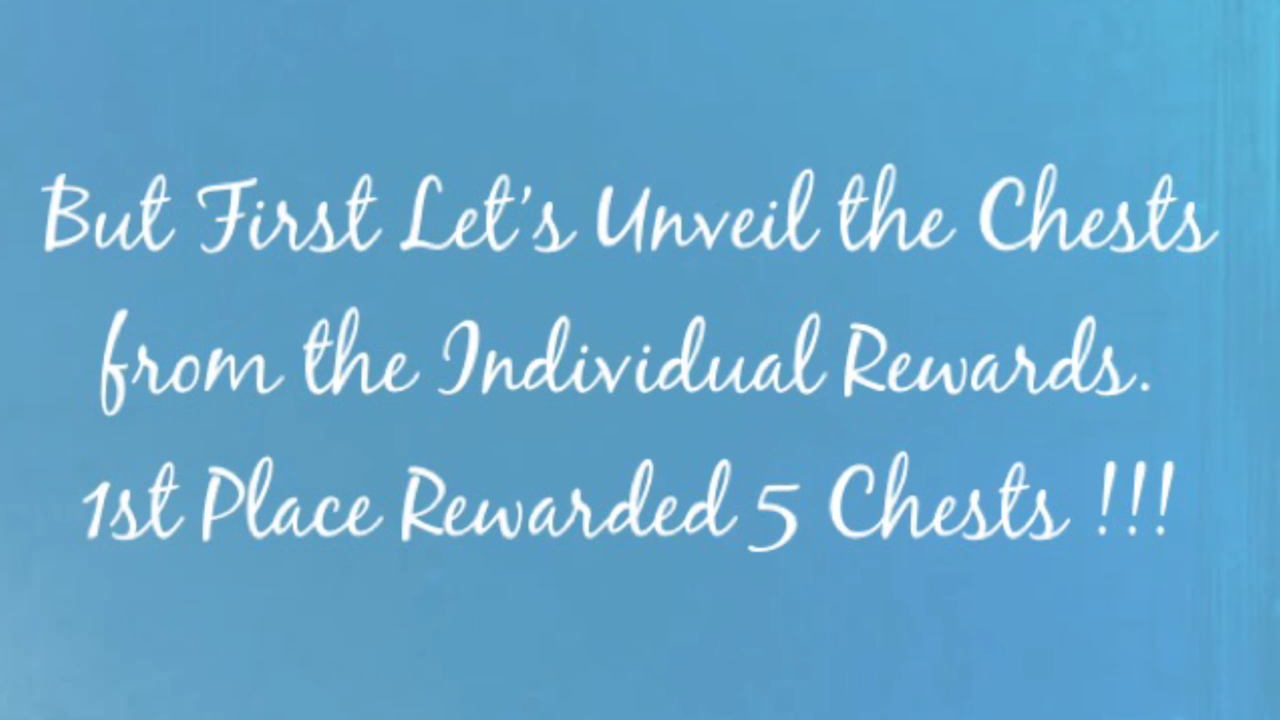 But First Let's Unveil the Chests
from the Individual Rewards.
1st Place Rewarded 5 Chests !!!